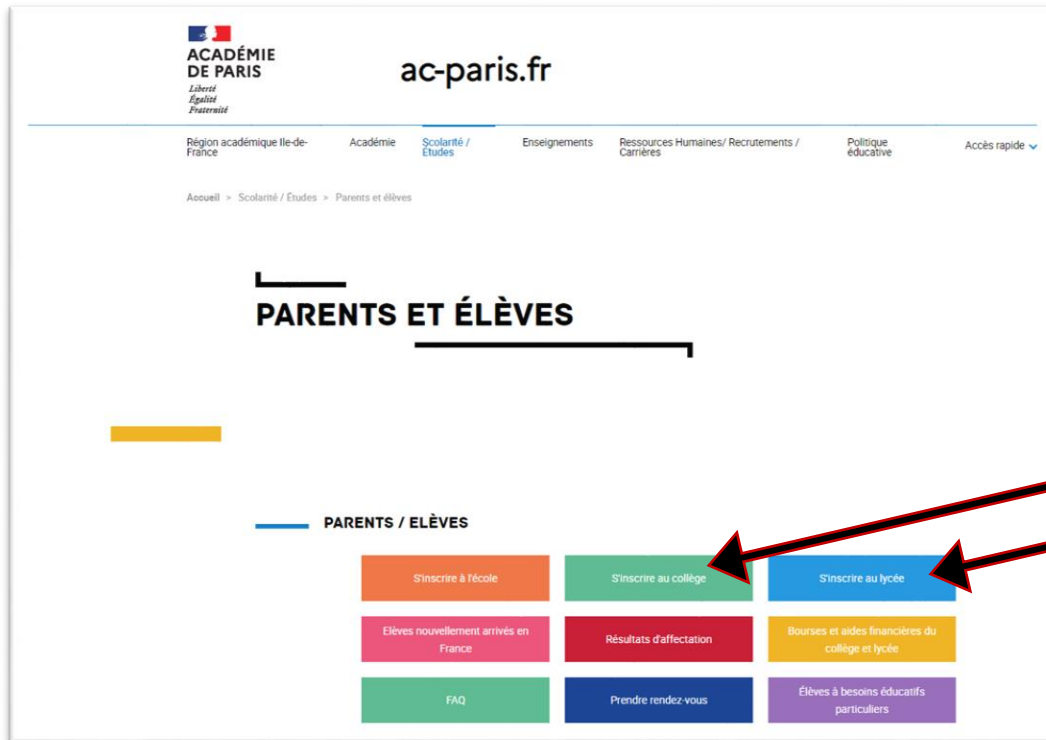 ACADÉMIE
DE PARIS
Liberté
Égalité
Fraternité
ac-paris.fr
Région académique Ile-de-
France
Académie
Scolarité /
Études
Enseignements
Ressources Humaines/ Recrutements /
Carrières
Politique
éducative
Accès rapide
Accueil > Scolarité / Études > Parents et élèves
PARENTS ET ÉLÈVES
PARENTS / ELÈVES
S'inscrire à l'école
S'inscrire au collège
S'inscrire au lycée
Elèves nouvellement arrivés en
France
Résultats d'affectation
Bourses et aides financières du
collège et lycée
FAQ
Prendre rendez-vous
Élèves à besoins éducatifs
particuliers